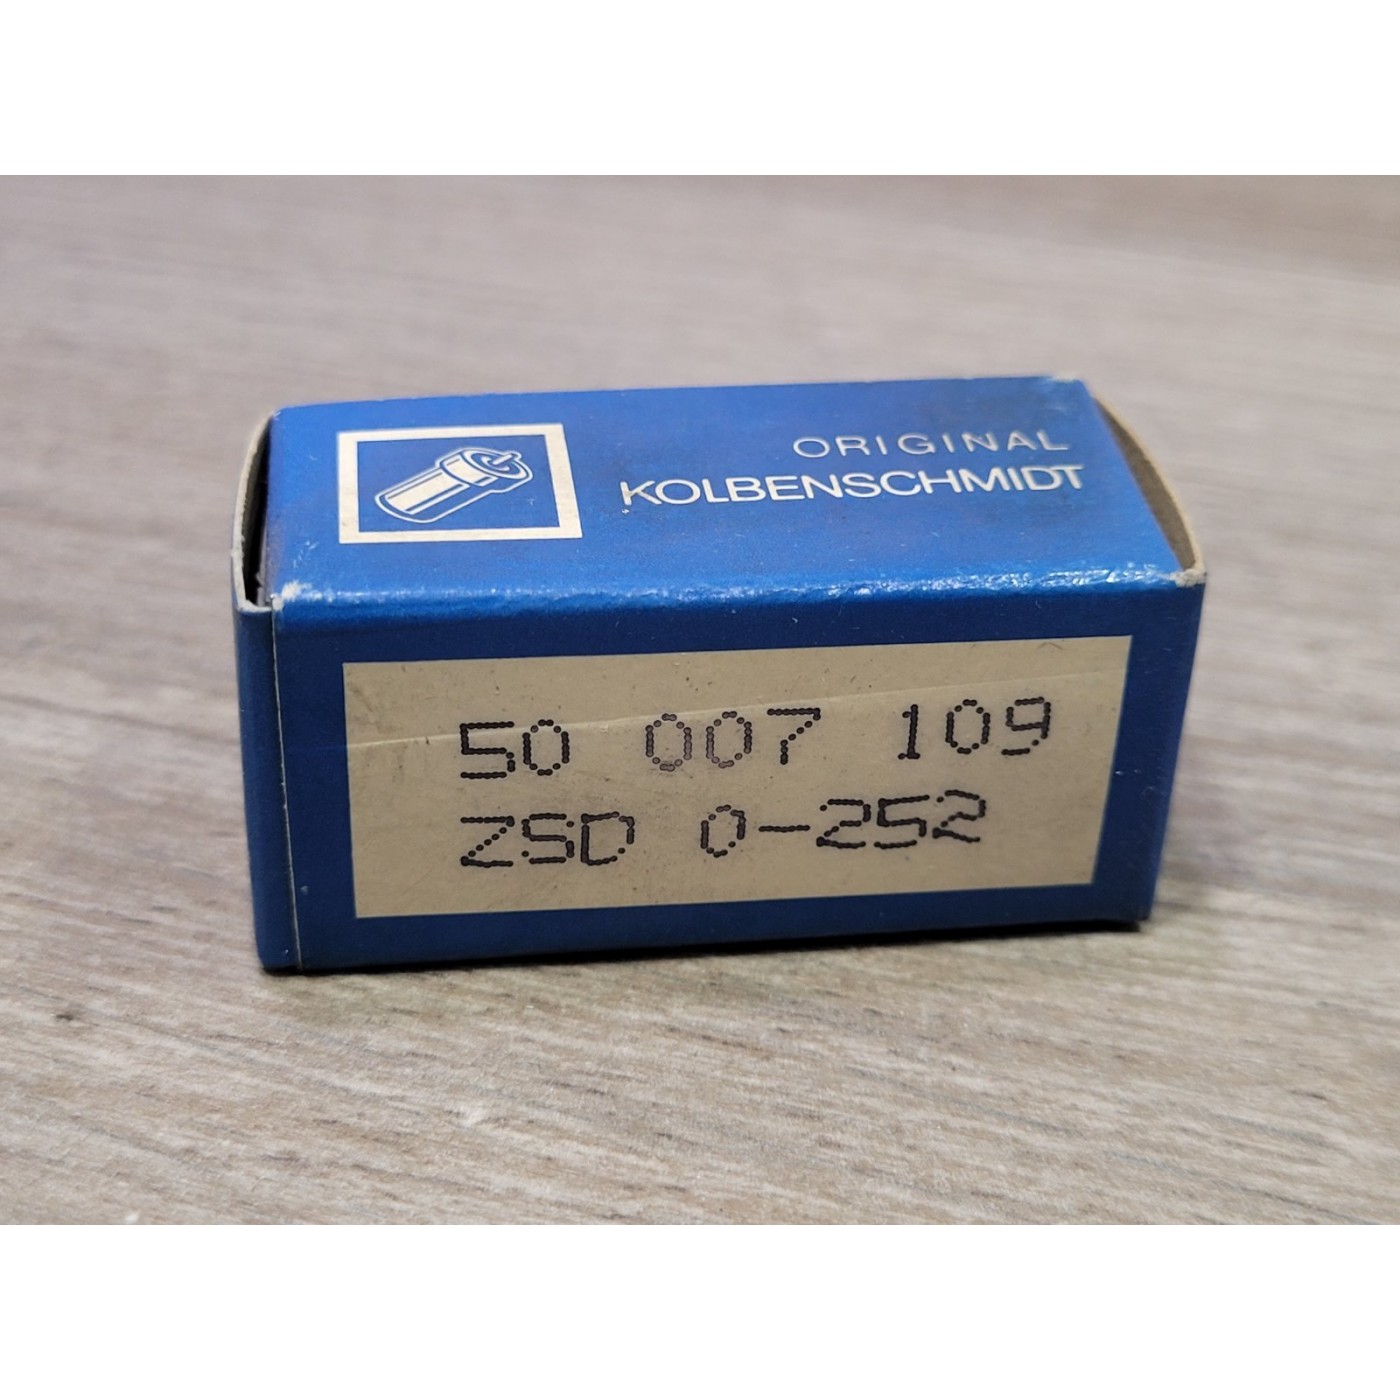 ORIGINAL
KOLBENSCHMIDT
50 007 109
ZSD 0-252